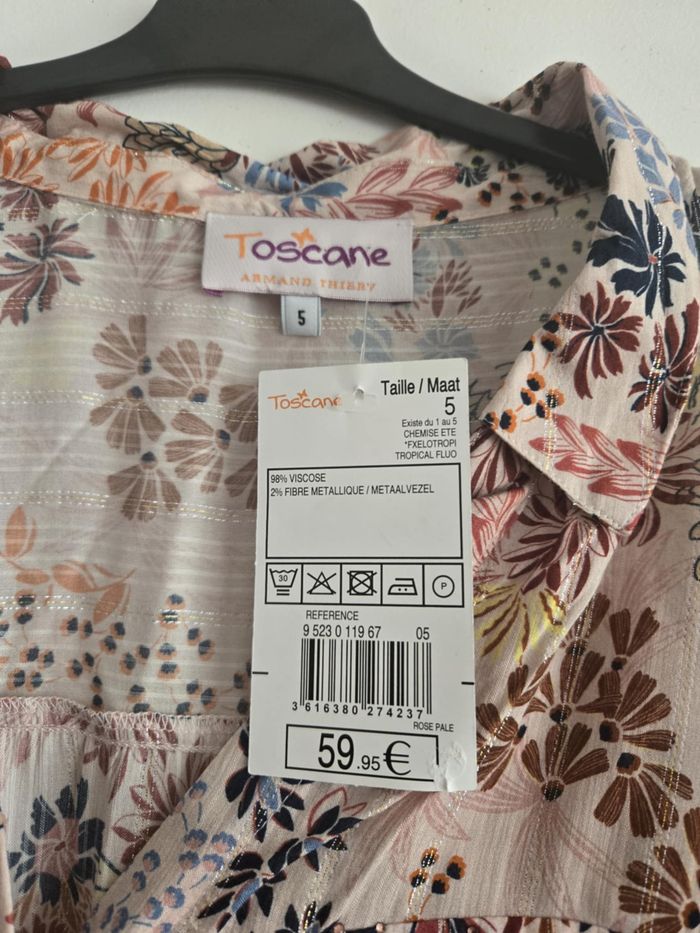 Toscane
ARMAND THIERY
5
Toscane
Taille / Maat
5
Existe du 1 au 5
CHEMISE ETE
*FXELOTROPI
TROPICAL FLUO
98% VISCOSE
2% FIBRE METALLIQUE / METAALVEZEL
30
P
REFERENCE
9 523 0 119 67 05
3 616380 274237
ROSE PALE
59.95€